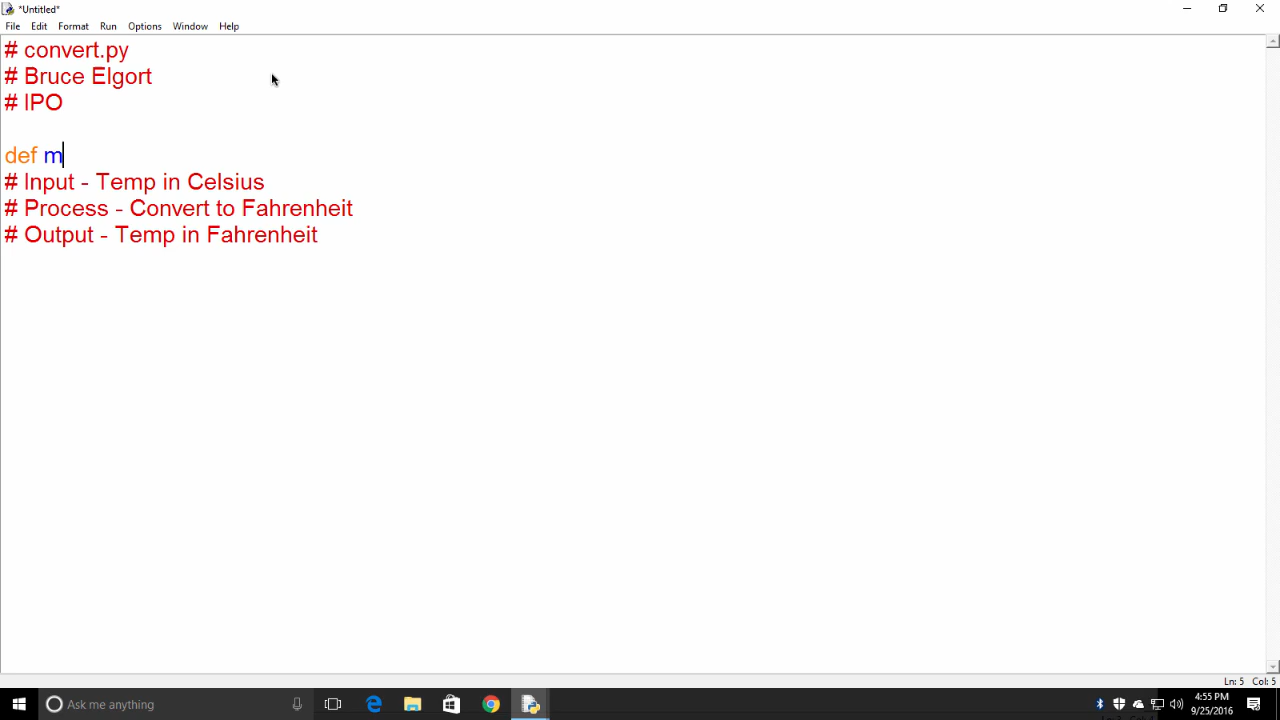 *Untitled*
File Edit Format Run Options Window Help
# convert.py
# Bruce Elgort
# IPO
def m
# Input - Temp in Celsius
# Process - Convert to Fahrenheit
# Output - Temp in Fahrenheit
Ln: 5 Col: 5
Ask me anything
4:55 PM
9/25/2016